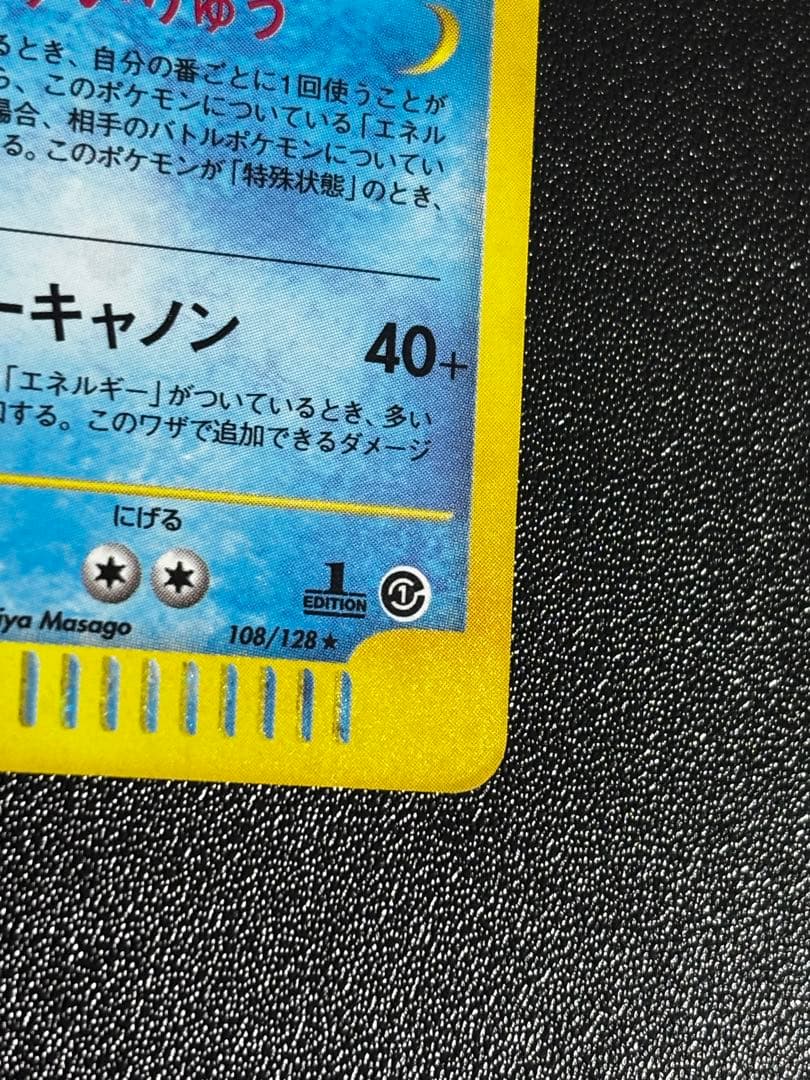 ゅう
るとき、自分の番ごとに1回使うことが
、このポケモンについている「エネル
場合、相手のバトルポケモンについてい
る。このポケモンが「特殊状態」のとき、
ーキャノン 40+
「エネルギー」がついているとき、多い
する。このワザで追加できるダメージ
にげる
1
EDITION
ya Masago 108/128★